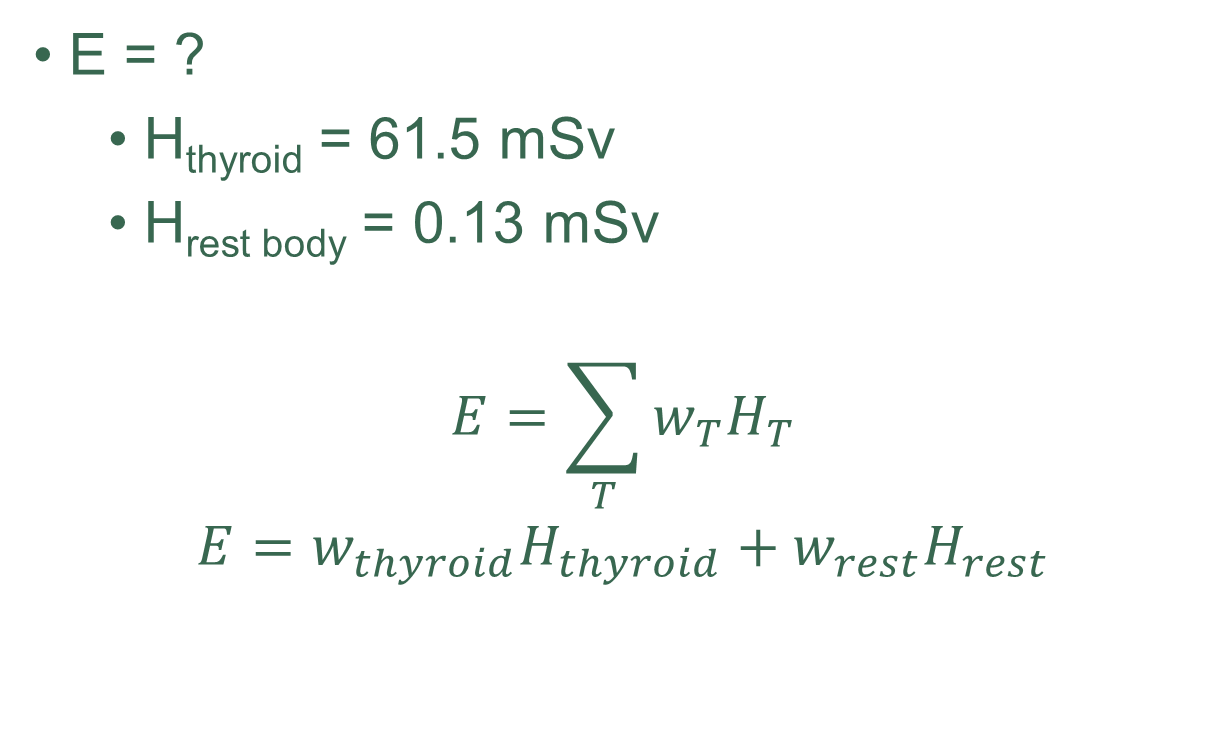 • E = ?
• H_thyroid = 61.5 mSv
• H_rest body = 0.13 mSv
E = ∑_T w_T H_T
E = w_thyroid H_thyroid + w_rest H_rest